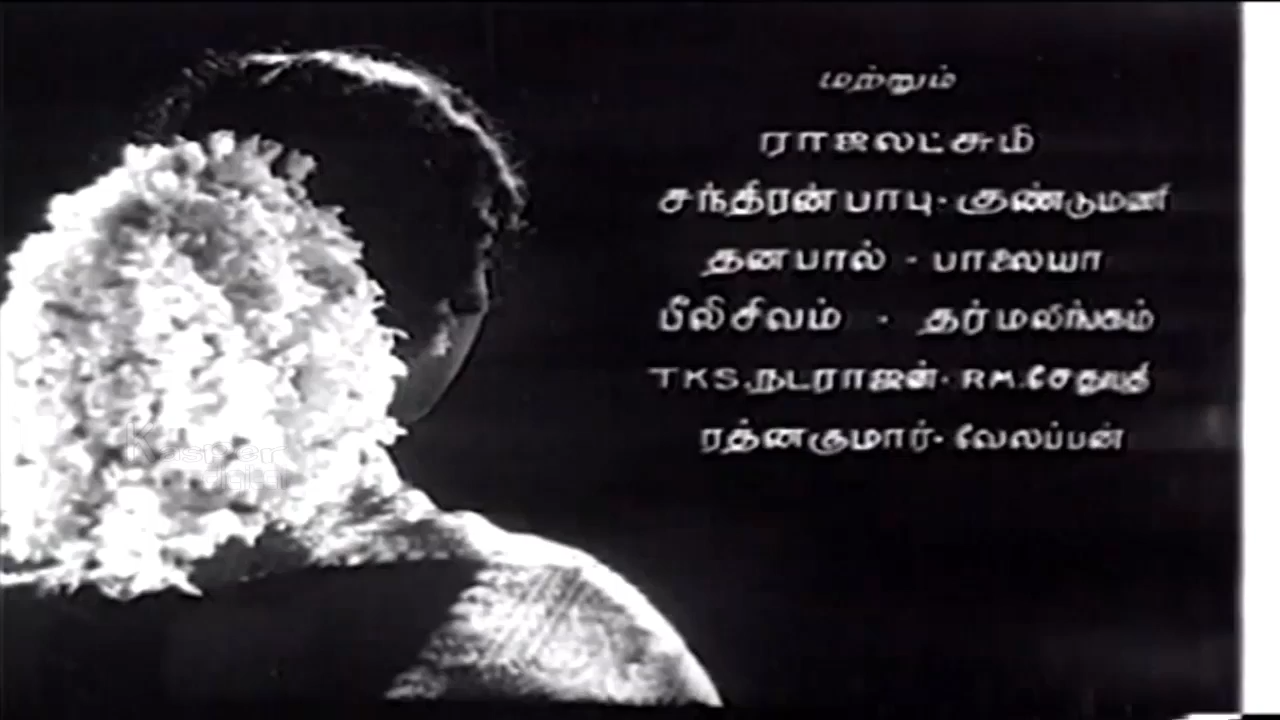 மற்றும்
ராஜலட்சுமி
சந்திரன்பாபு - குண்டுமணி
தனபால் - பாலையா
பீலிசிவம் - தர்மலிங்கம்
TKS.நடராஜன் - RM.சேதுபதி
ரத்னகுமார் - வேலப்பன்